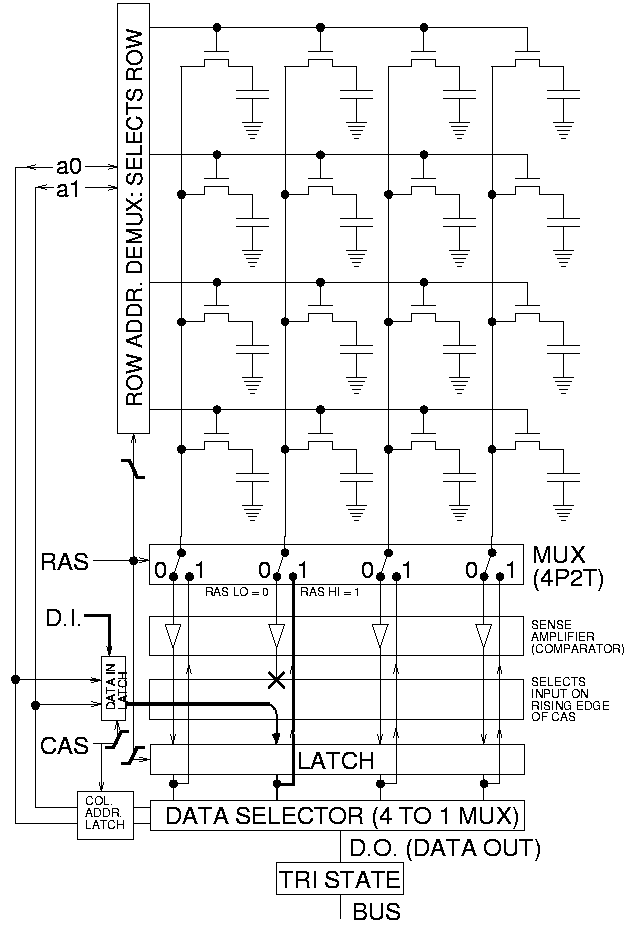 ROW ADDR. DEMUX: SELECTS ROW
a0
a1
RAS
0 1
0 1
0 1
0 1
MUX
(4P2T)
RAS LO = 0
RAS HI = 1
D.I.
SENSE
AMPLIFIER
(COMPARATOR)
DATA IN
LATCH
SELECTS
INPUT ON
RISING EDGE
OF CAS
CAS
LATCH
COL.
ADDR.
LATCH
DATA SELECTOR (4 TO 1 MUX)
D.O. (DATA OUT)
TRI STATE
BUS